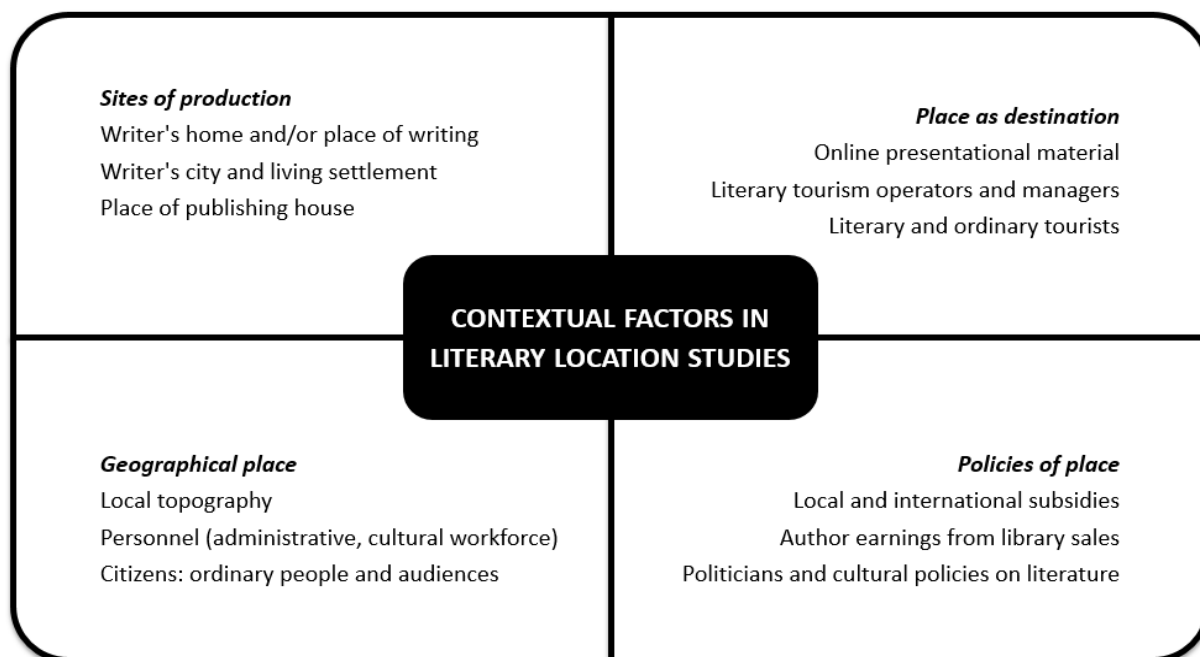 Sites of production
Writer's home and/or place of writing
Writer's city and living settlement
Place of publishing house
Place as destination
Online presentational material
Literary tourism operators and managers
Literary and ordinary tourists
CONTEXTUAL FACTORS IN
LITERARY LOCATION STUDIES
Geographical place
Local topography
Personnel (administrative, cultural workforce)
Citizens: ordinary people and audiences
Policies of place
Local and international subsidies
Author earnings from library sales
Politicians and cultural policies on literature